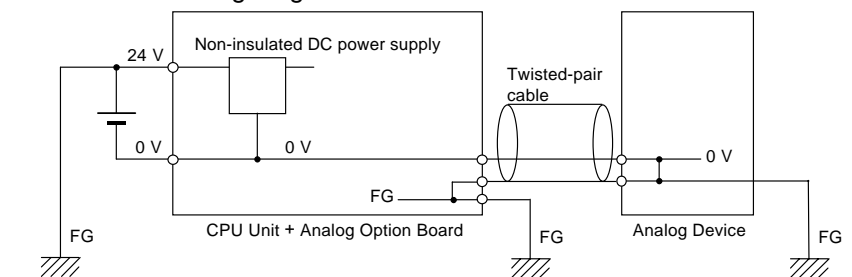 Non-insulated DC power supply
24 V
Twisted-pair
cable
0 V
0 V
0 V
FG
CPU Unit + Analog Option Board
Analog Device
FG
FG
FG